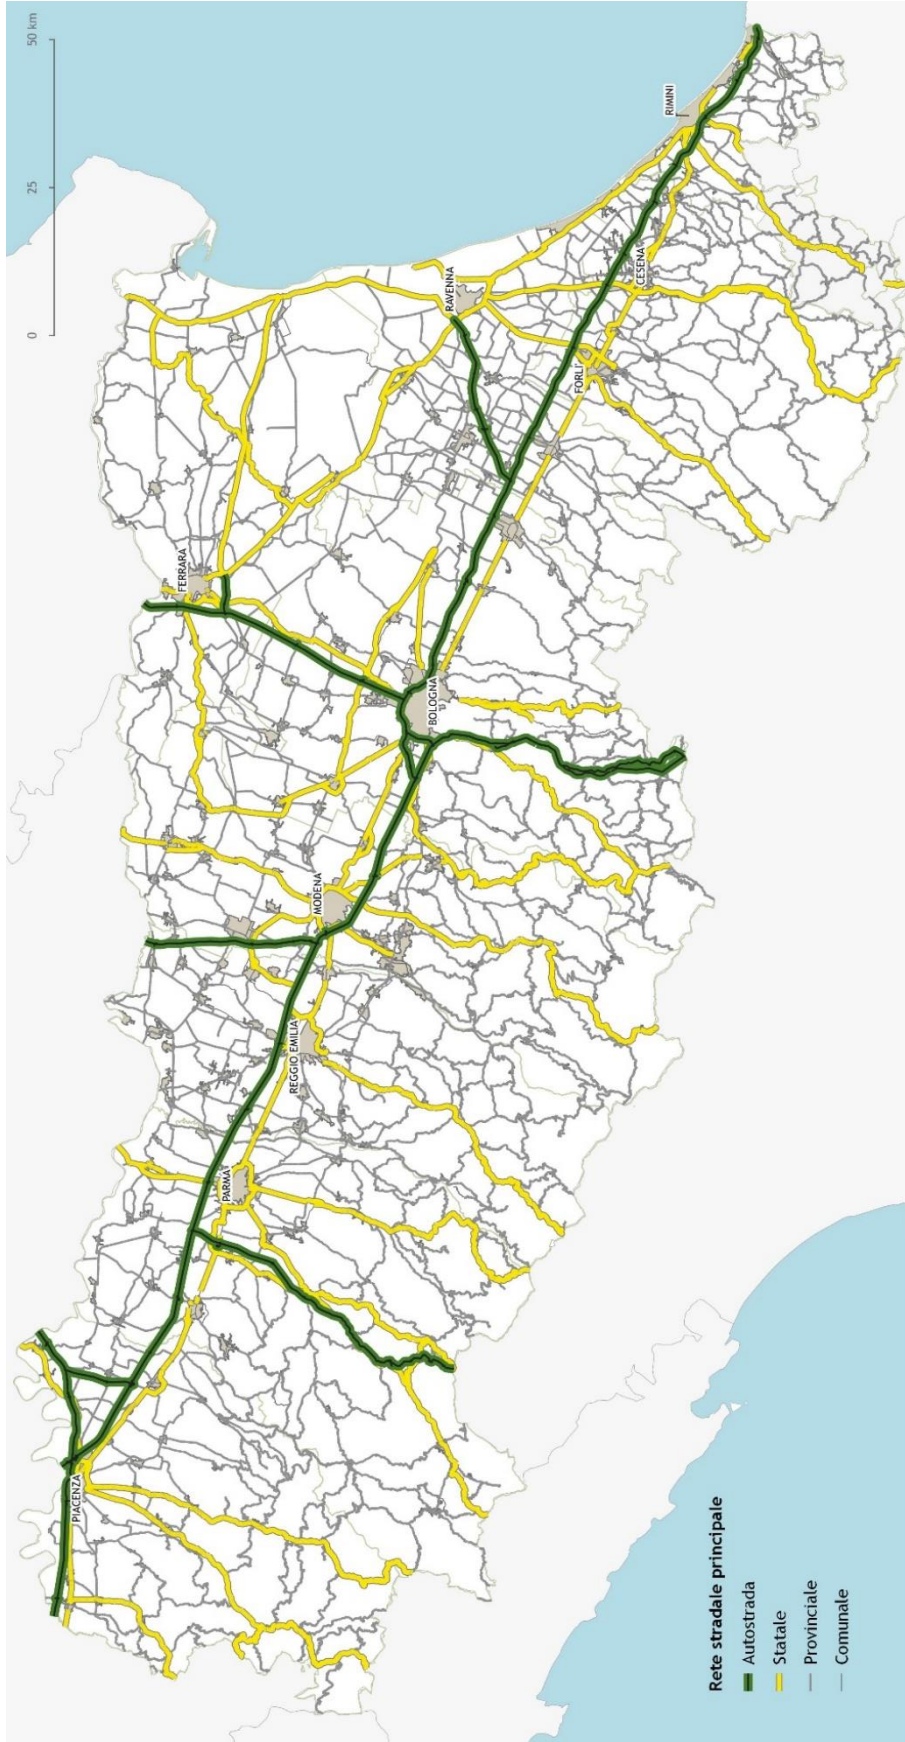 PIACENZA
PARMA
REGGIO EMILIA
MODENA
BOLOGNA
FERRARA
RAVENNA
FORLI'
CESENA
RIMINI
0 25 50 km
Rete stradale principale
Autostrada
Statale
Provinciale
Comunale